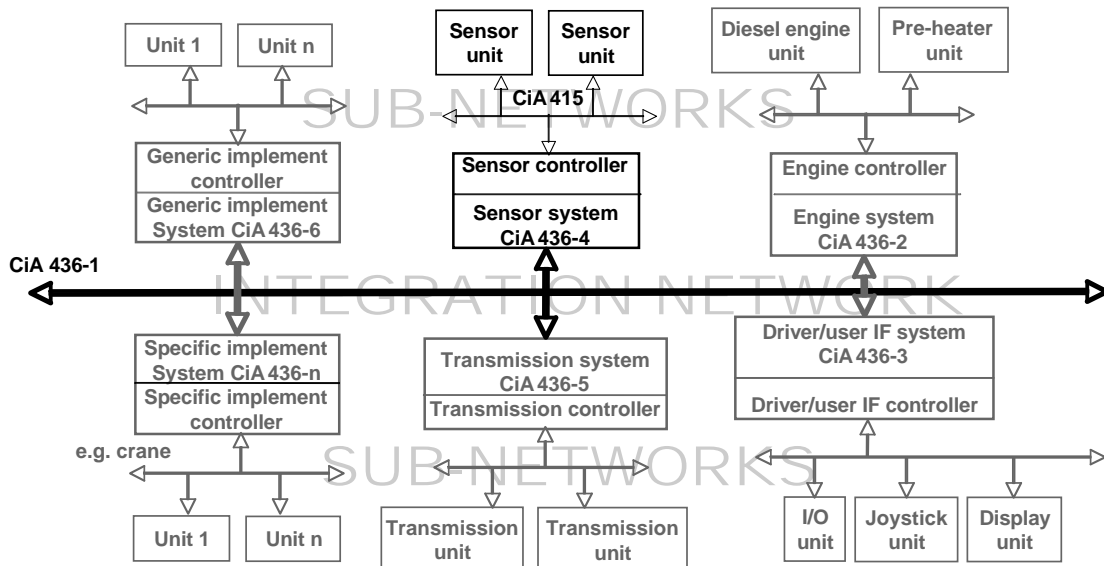 Unit 1
Unit n
Sensor
unit
Sensor
unit
Diesel engine
unit
Pre-heater
unit
CiA 415
SUB-NETWORKS
Generic implement
controller
Generic implement
System CiA 436-6
Sensor controller
Sensor system
CiA 436-4
Engine controller
Engine system
CiA 436-2
CiA 436-1
INTEGRATION NETWORK
Specific implement
System CiA 436-n
Specific implement
controller
Transmission system
CiA 436-5
Transmission controller
Driver/user IF system
CiA 436-3
Driver/user IF controller
e.g. crane
SUB-NETWORKS
Unit 1
Unit n
Transmission
unit
Transmission
unit
I/O
unit
Joystick
unit
Display
unit